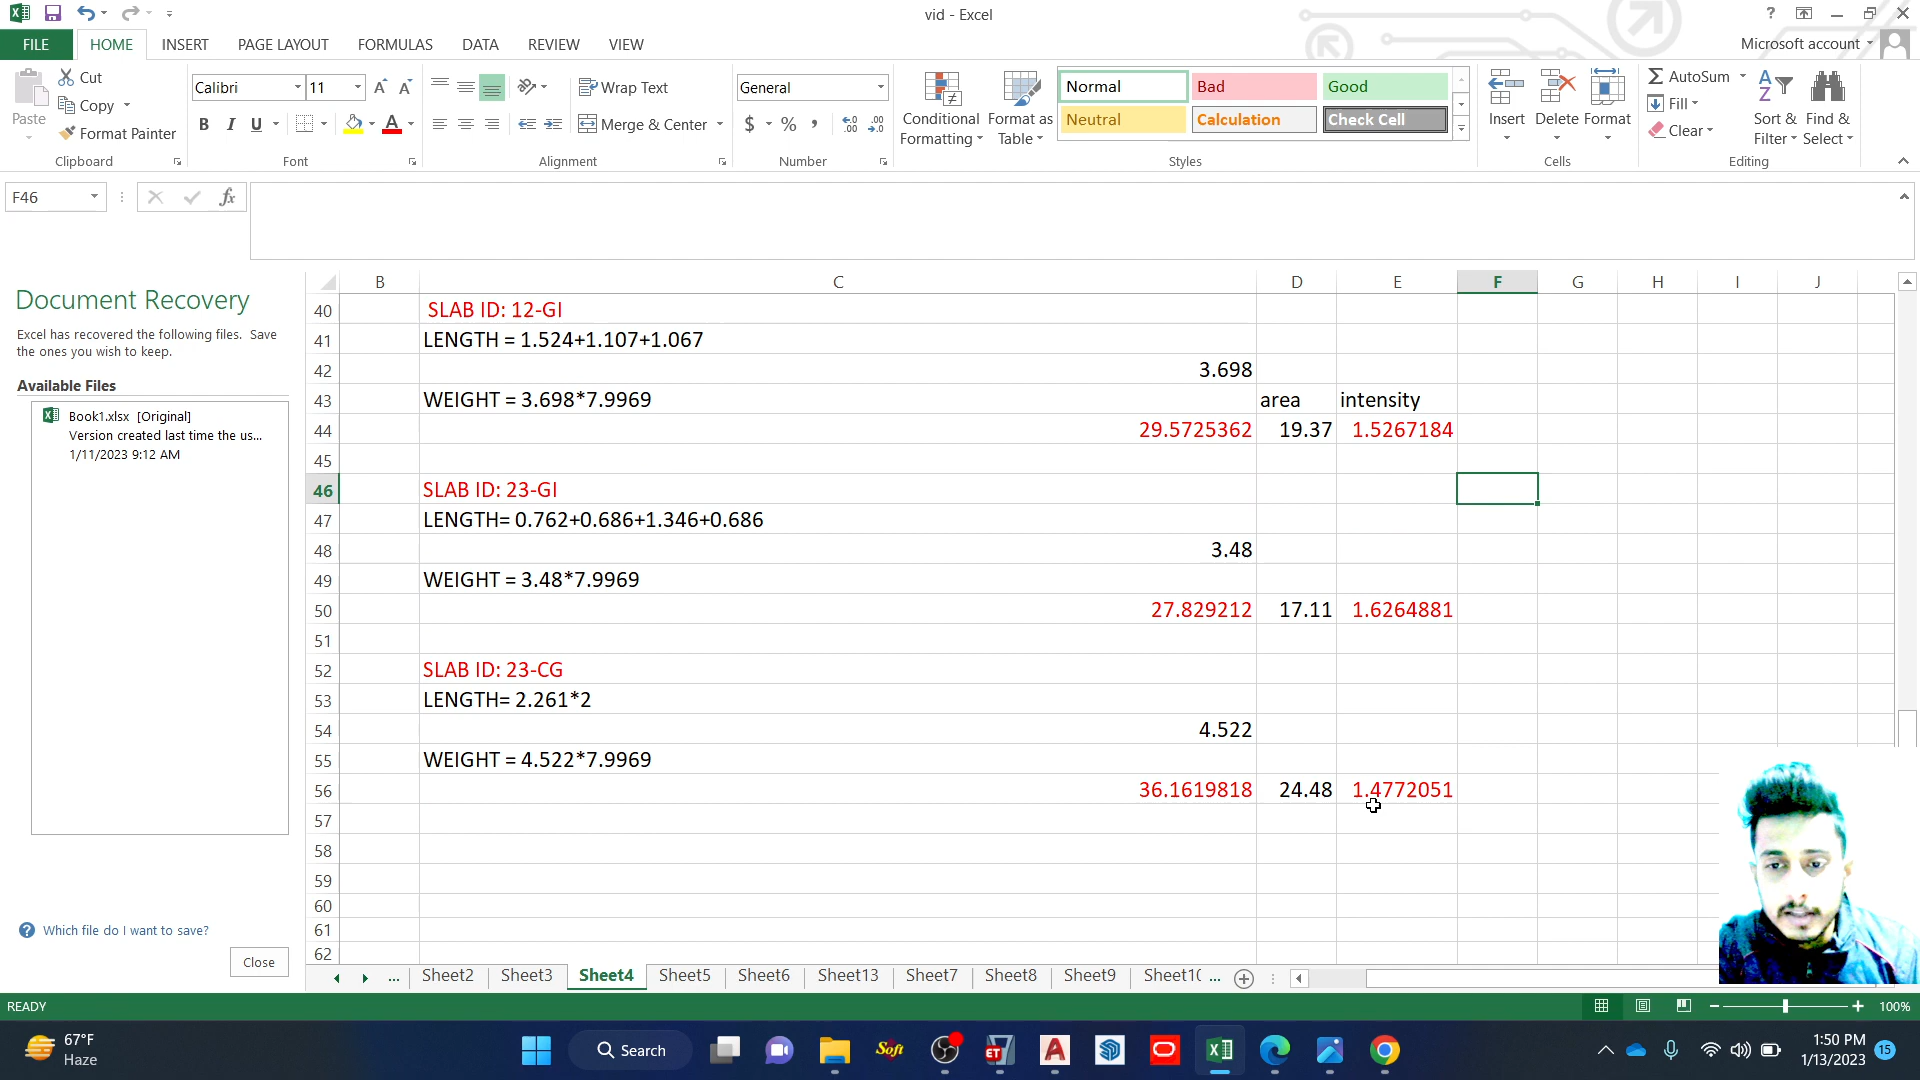 vid - Excel
FILE HOME INSERT PAGE LAYOUT FORMULAS DATA REVIEW VIEW
Microsoft account
Paste
Cut
Copy
Format Painter
Clipboard
Calibri 11
B I U
Font
Wrap Text
Merge & Center
Alignment
General
$ % ,
Number
Conditional Formatting
Format as Table
Normal Bad Good
Neutral Calculation Check Cell
Styles
Insert Delete Format
Cells
AutoSum
Fill
Clear
Sort & Filter
Find & Select
Editing
F46
fx
Document Recovery
Excel has recovered the following files. Save
the ones you wish to keep.
Available Files
Book1.xlsx [Original]
Version created last time the us...
1/11/2023 9:12 AM
Which file do I want to save?
Close
B C D E F G H I J
40 SLAB ID: 12-GI
41 LENGTH = 1.524+1.107+1.067
42 3.698
43 WEIGHT = 3.698*7.9969 area intensity
44 29.5725362 19.37 1.5267184
45
46 SLAB ID: 23-GI
47 LENGTH= 0.762+0.686+1.346+0.686
48 3.48
49 WEIGHT = 3.48*7.9969
50 27.829212 17.11 1.6264881
51
52 SLAB ID: 23-CG
53 LENGTH= 2.261*2
54 4.522
55 WEIGHT = 4.522*7.9969
56 36.1619818 24.48 1.4772051
57
58
59
60
61
62
... Sheet2 Sheet3 Sheet4 Sheet5 Sheet6 Sheet13 Sheet7 Sheet8 Sheet9 Sheet10 ...
READY
100%
67°F
Haze
Search
Soft
ET
1:50 PM
1/13/2023
15